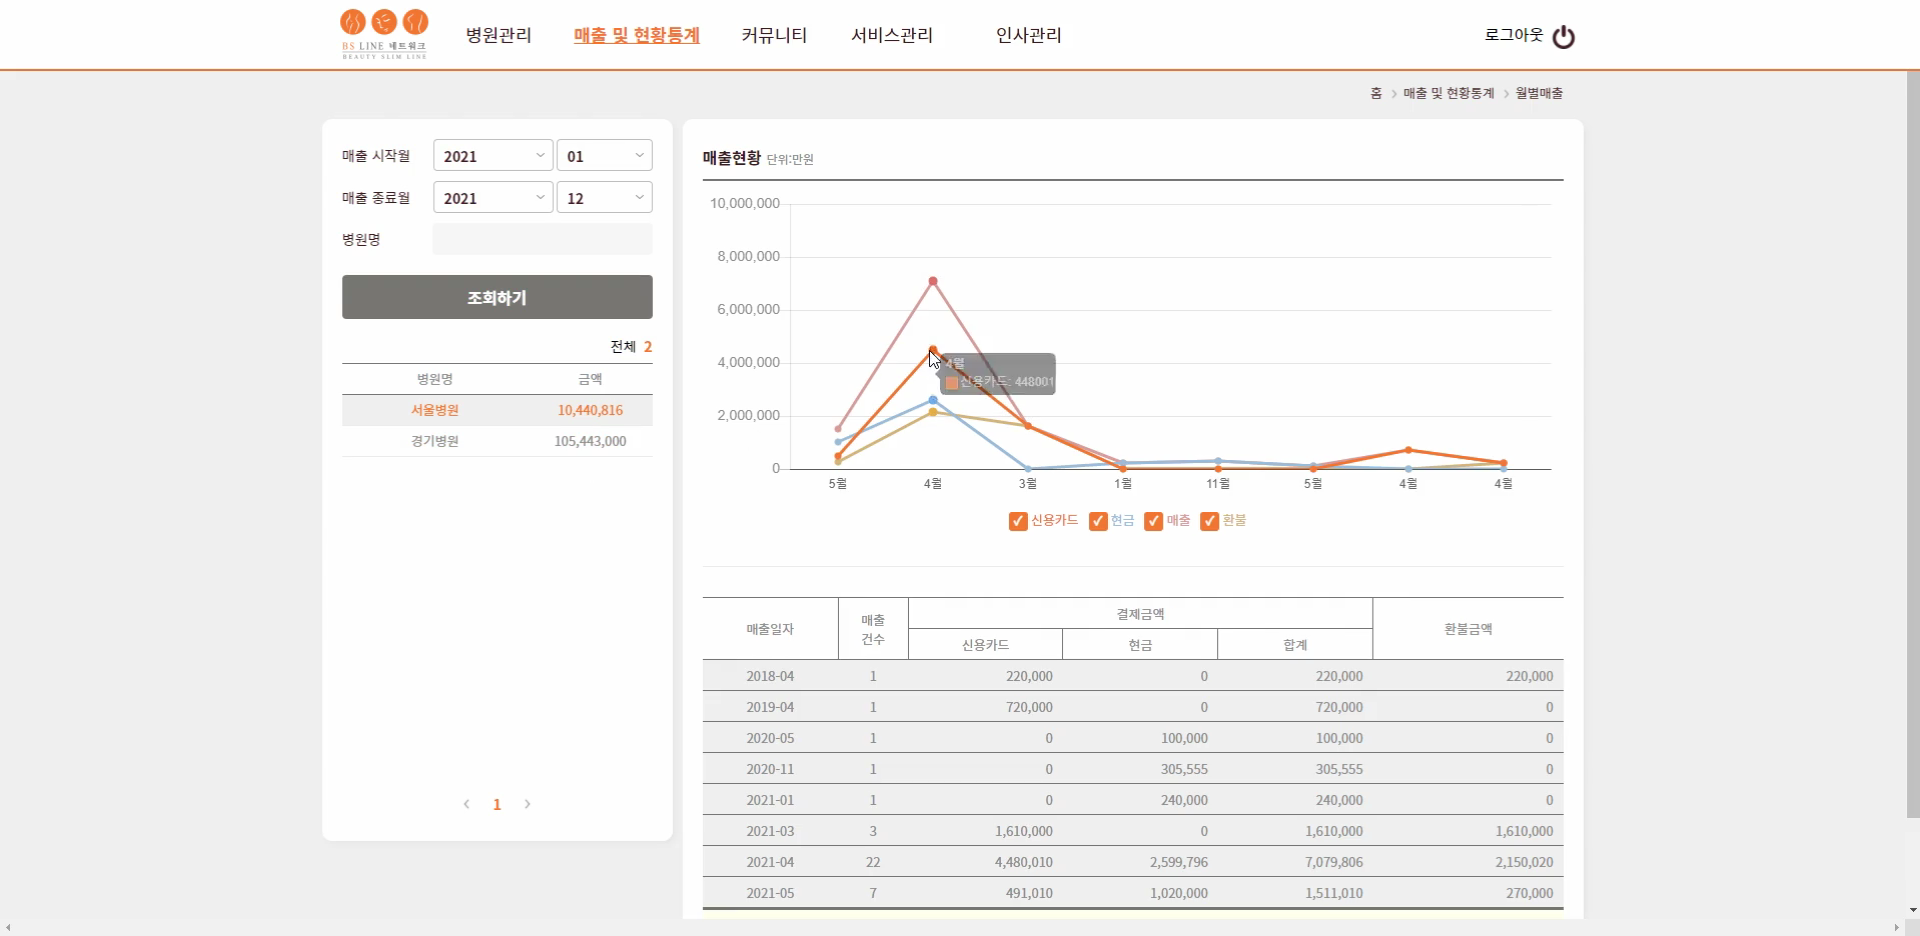 BS LINE 네트워크
BEAUTY SLIM LINE
병원관리
매출 및 현황통계
커뮤니티
서비스관리
인사관리
로그아웃
홈 > 매출 및 현황통계 > 월별매출
매출 시작월 2021 01
매출 종료월 2021 12
병원명
조회하기
전체 2
병원명 금액
서울병원 10,440,816
경기병원 105,443,000
< 1 >
매출현황 단위:만원
10,000,000
8,000,000
6,000,000
4,000,000
2,000,000
0
4월
신용카드: 448001
5월 4월 3월 1월 11월 5월 4월 4월
신용카드 현금 매출 환불
매출일자 매출 건수 결제금액 환불금액
신용카드 현금 합계
2018-04 1 220,000 0 220,000 220,000
2019-04 1 720,000 0 720,000 0
2020-05 1 0 100,000 100,000 0
2020-11 1 0 305,555 305,555 0
2021-01 1 0 240,000 240,000 0
2021-03 3 1,610,000 0 1,610,000 1,610,000
2021-04 22 4,480,010 2,599,796 7,079,806 2,150,020
2021-05 7 491,010 1,020,000 1,511,010 270,000